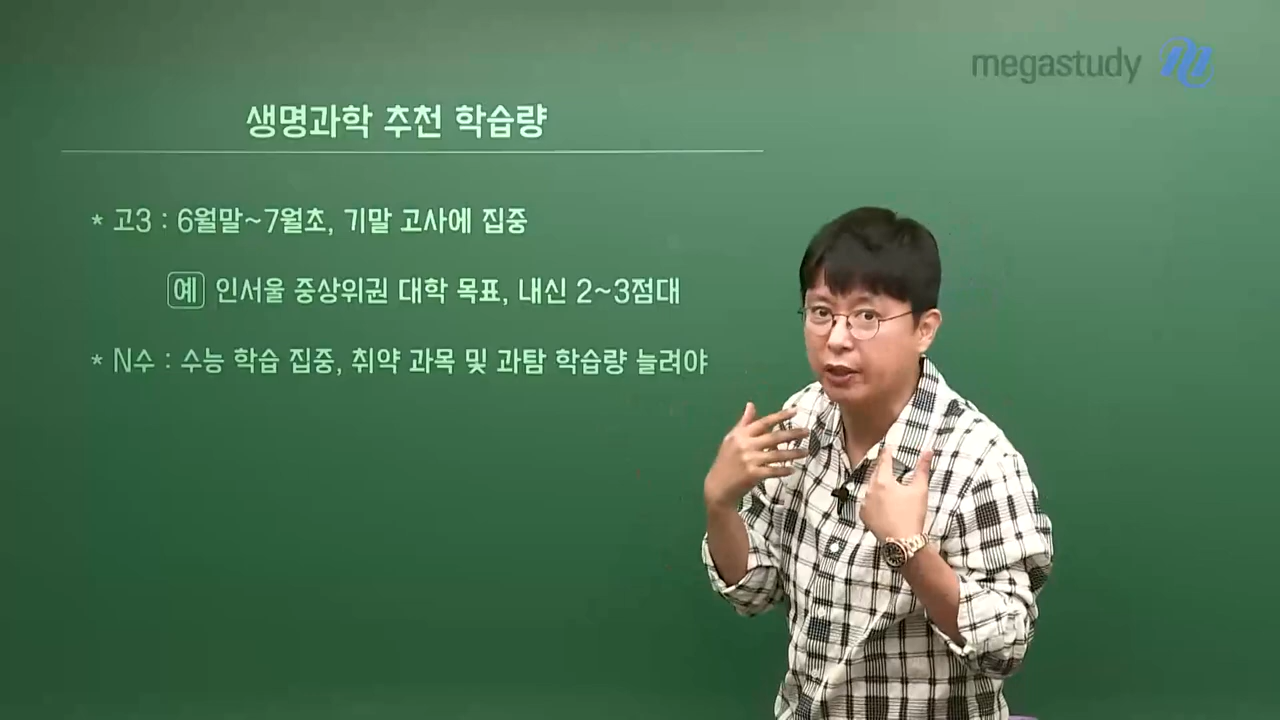 megastudy
생명과학 추천 학습량
* 고3 : 6월말~7월초, 기말 고사에 집중
예 인서울 중상위권 대학 목표, 내신 2~3점대
* N수 : 수능 학습 집중, 취약 과목 및 과탐 학습량 늘려야